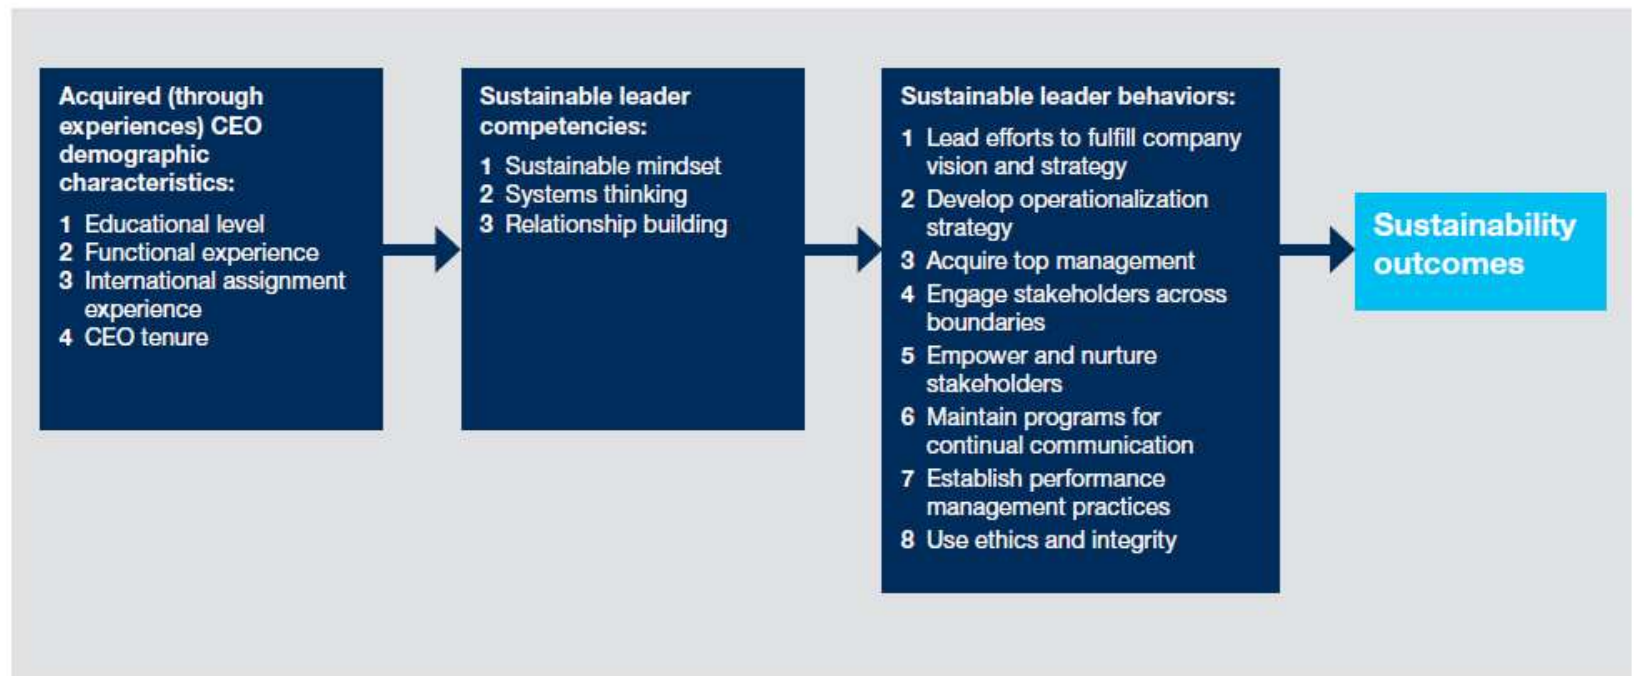 Acquired (through
experiences) CEO
demographic
characteristics:
1 Educational level
2 Functional experience
3 International assignment
experience
4 CEO tenure
Sustainable leader
competencies:
1 Sustainable mindset
2 Systems thinking
3 Relationship building
Sustainable leader behaviors:
1 Lead efforts to fulfill company
vision and strategy
2 Develop operationalization
strategy
3 Acquire top management
4 Engage stakeholders across
boundaries
5 Empower and nurture
stakeholders
6 Maintain programs for
continual communication
7 Establish performance
management practices
8 Use ethics and integrity
Sustainability
outcomes